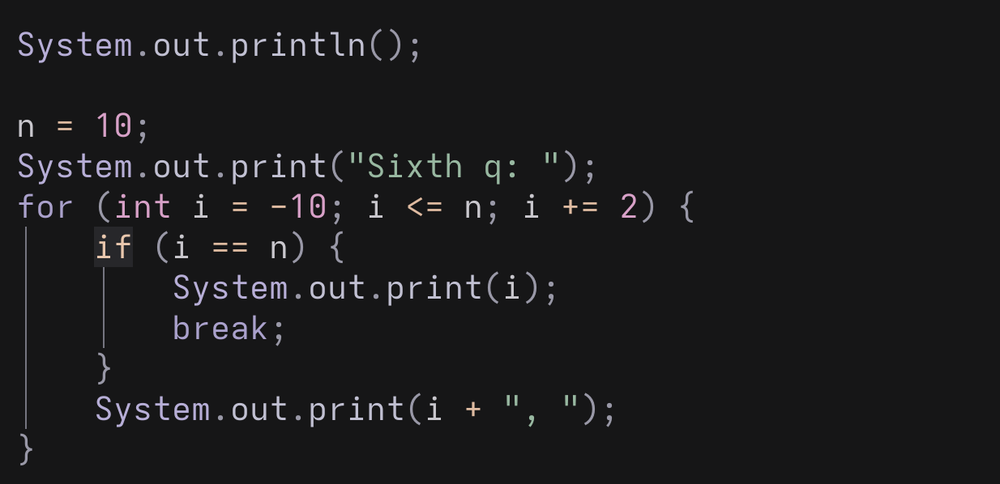 System.out.println();
n = 10;
System.out.print("Sixth q: ");
for (int i = -10; i <= n; i += 2) {
    if (i == n) {
        System.out.print(i);
        break;
    }
    System.out.print(i + ", ");
}